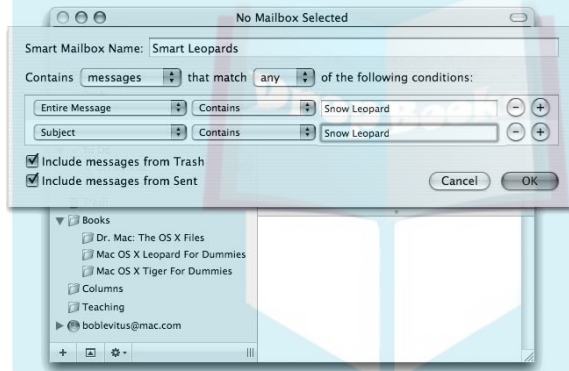 No Mailbox Selected
Smart Mailbox Name: Smart Leopards
Contains messages that match any of the following conditions:
Entire Message Contains Snow Leopard
Subject Contains Snow Leopard
Include messages from Trash
Include messages from Sent
Cancel OK
Books
Dr. Mac: The OS X Files
Mac OS X Leopard For Dummies
Mac OS X Tiger For Dummies
Columns
Teaching
boblevitus@mac.com